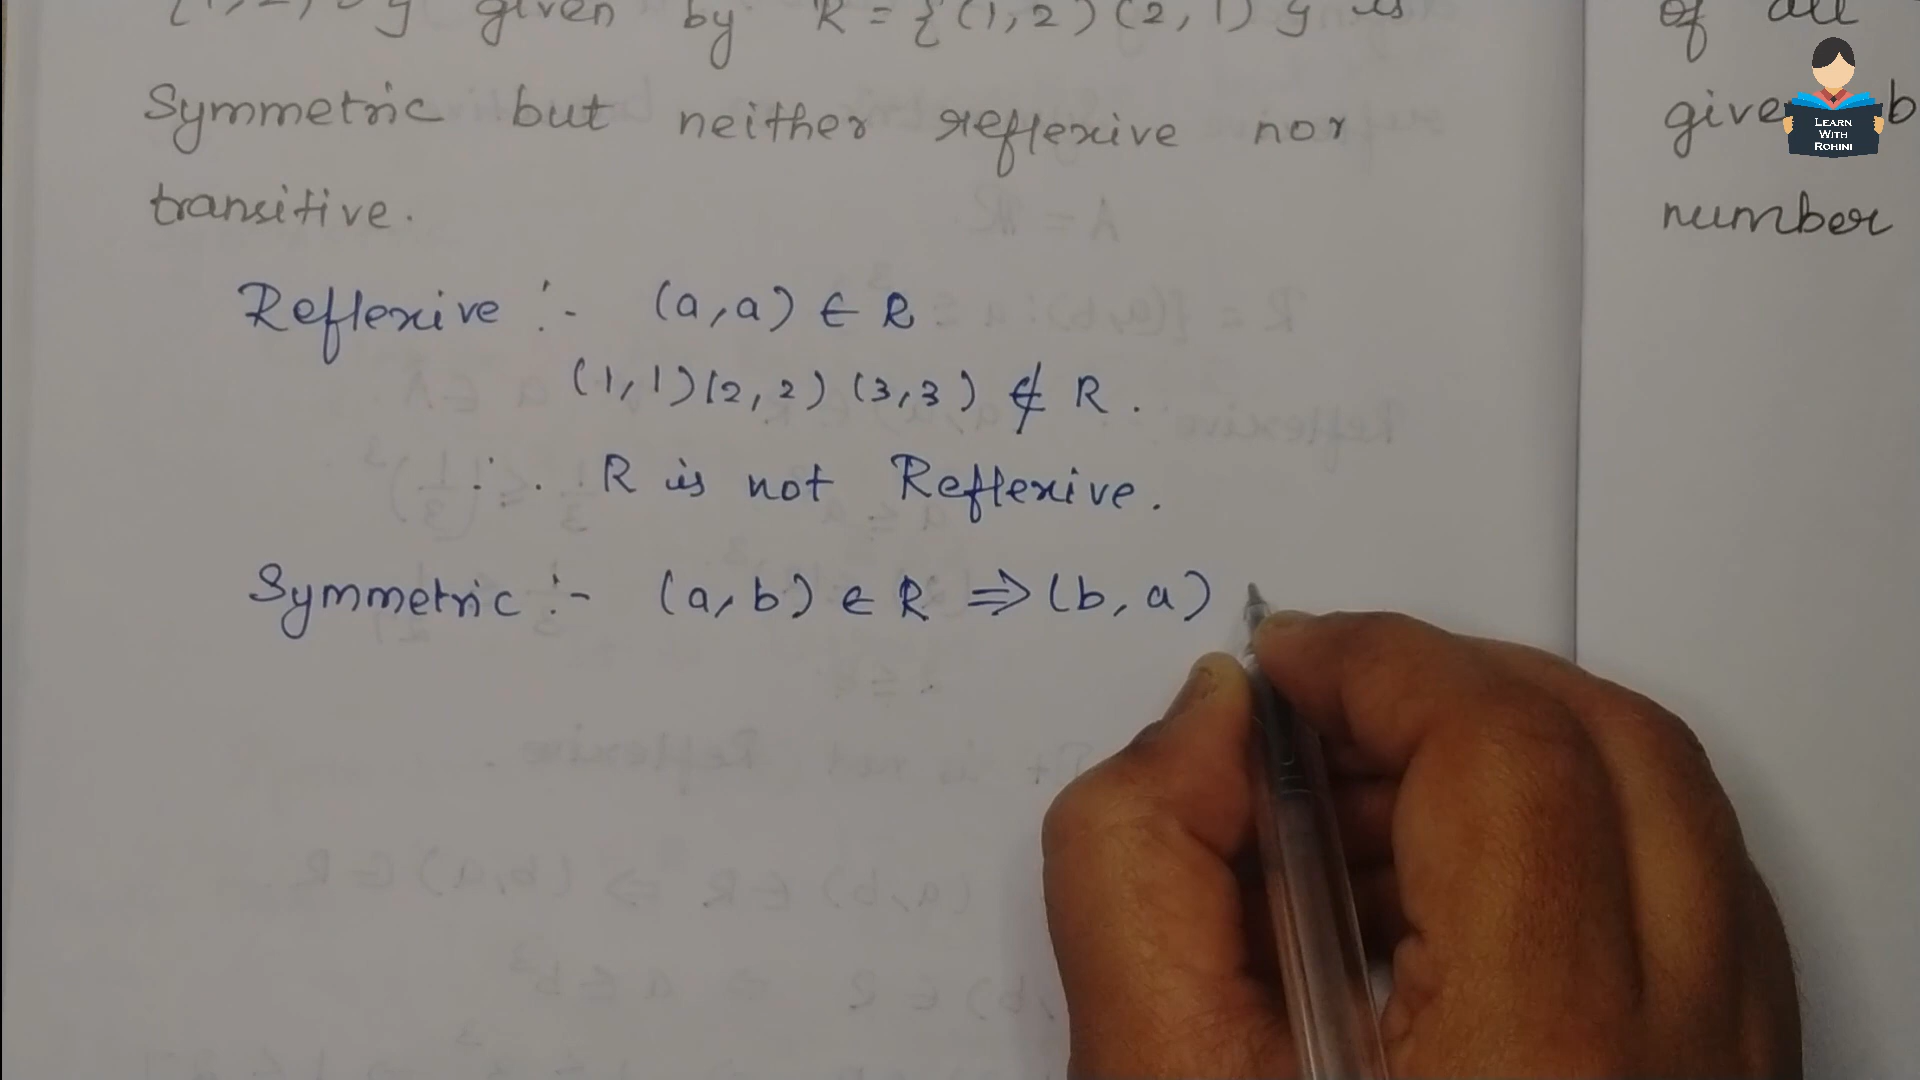 given by R = {(1,2)(2,1)} is
Symmetric but neither reflexive nor
transitive.
Reflexive :- (a,a) ∈ R
(1,1)(2,2)(3,3) ∉ R.
∴ R is not Reflexive.
Symmetric :- (a,b) ∈ R ⇒ (b,a)
of all
number
LEARN
WITH
ROHINI